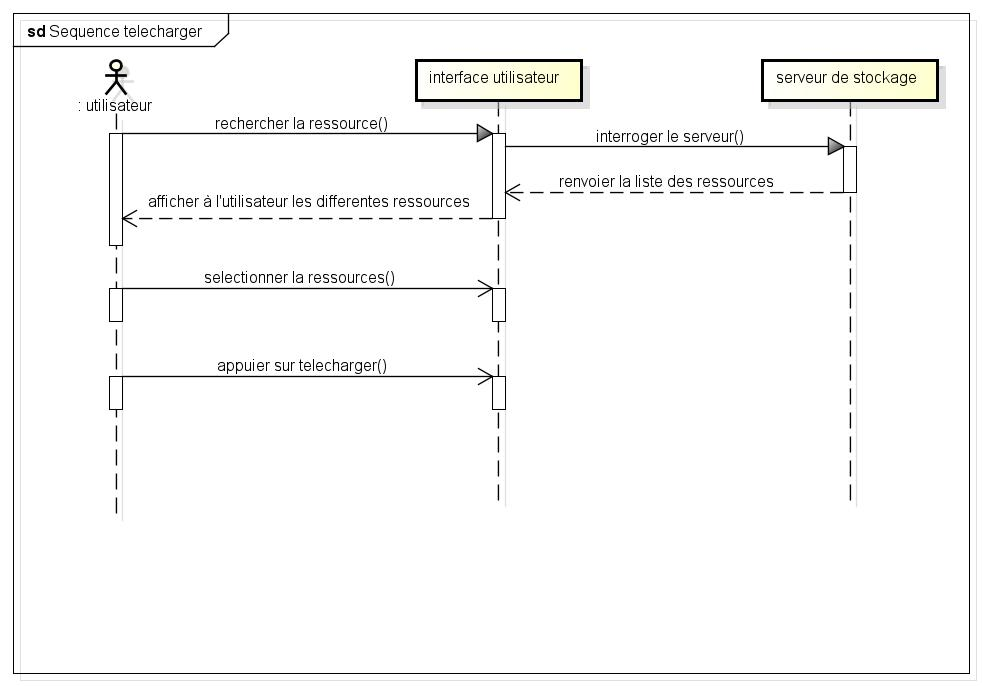 sd Sequence telecharger
: utilisateur
interface utilisateur
serveur de stockage
rechercher la ressource()
interroger le serveur()
renvoier la liste des ressources
afficher à l'utilisateur les differentes ressources
selectionner la ressources()
appuier sur telecharger()